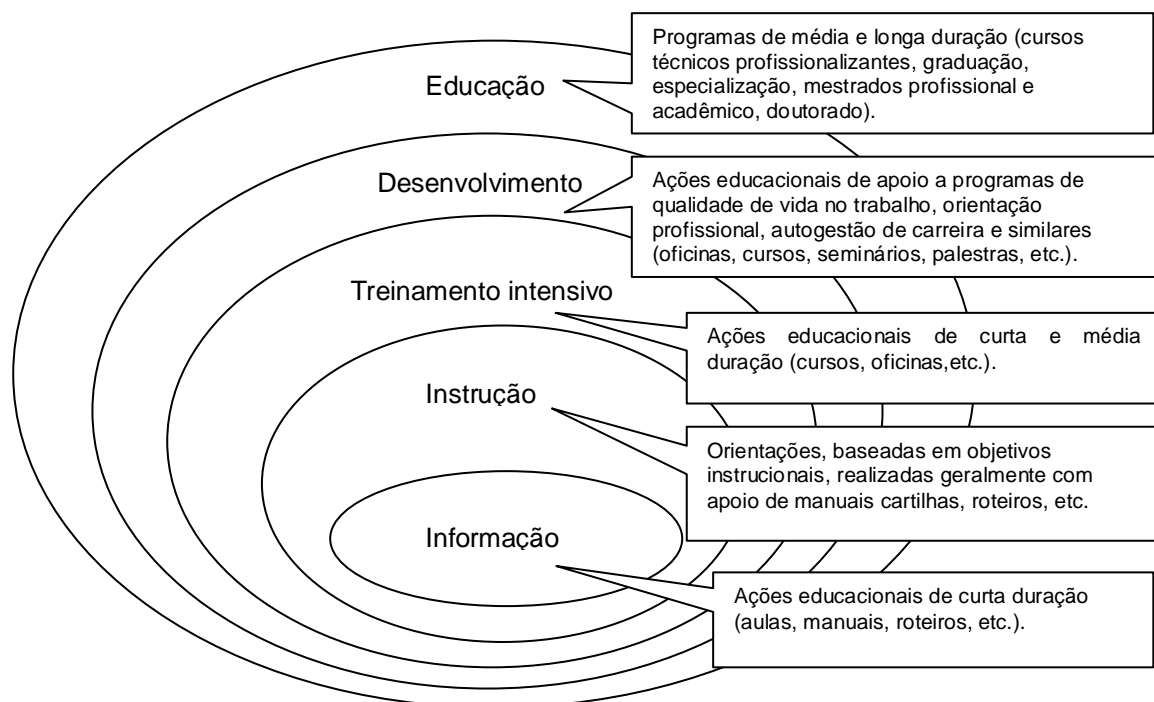 Educação
Programas de média e longa duração (cursos
técnicos profissionalizantes, graduação,
especialização, mestrados profissional e
acadêmico, doutorado).
Desenvolvimento
Ações educacionais de apoio a programas de
qualidade de vida no trabalho, orientação
profissional, autogestão de carreira e similares
(oficinas, cursos, seminários, palestras, etc.).
Treinamento intensivo
Ações educacionais de curta e média
duração (cursos, oficinas,etc.).
Instrução
Orientações, baseadas em objetivos
instrucionais, realizadas geralmente com
apoio de manuais cartilhas, roteiros, etc.
Informação
Ações educacionais de curta duração
(aulas, manuais, roteiros, etc.).